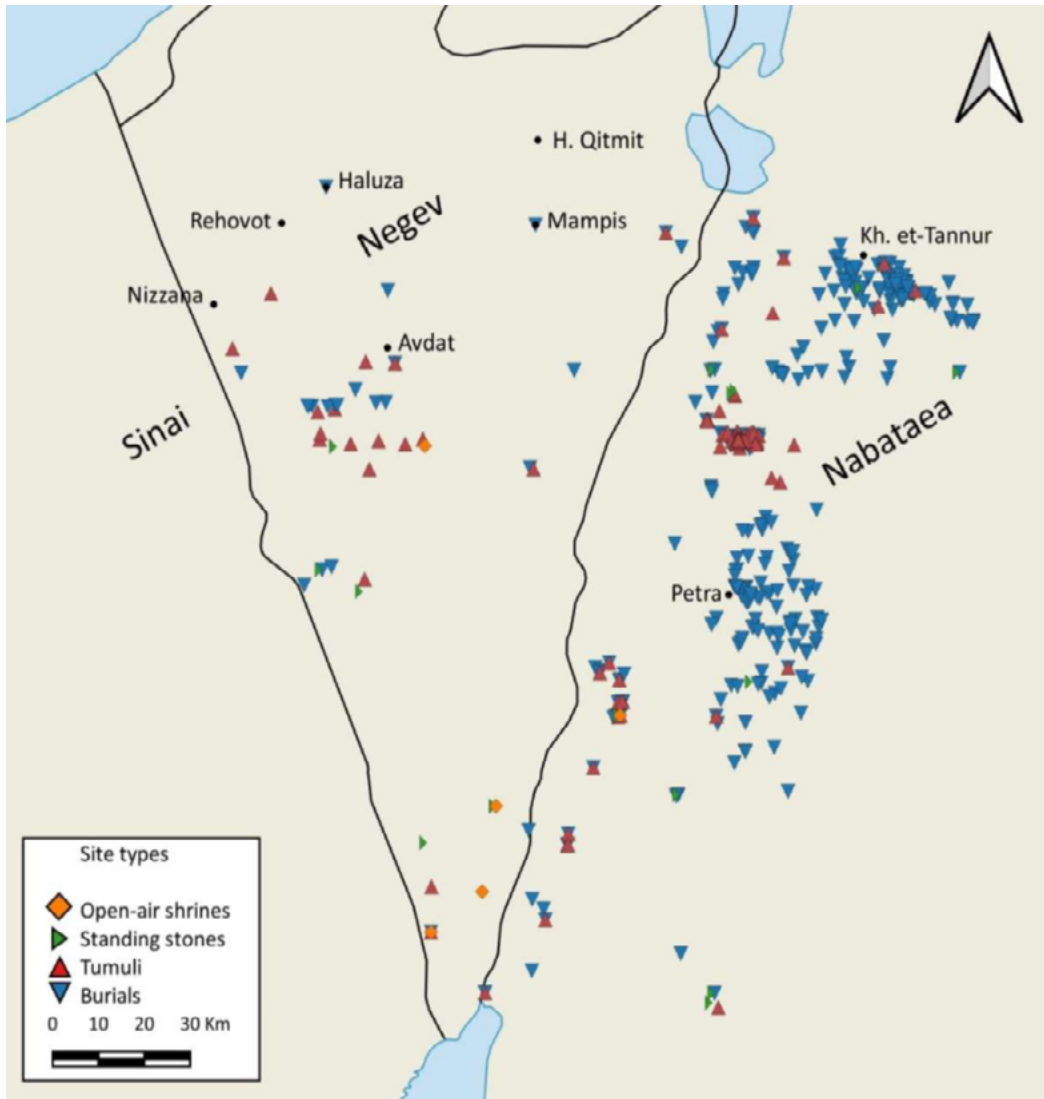 H. Qitmit
Haluza
Rehovot
Negev
Mampis
Kh. et-Tannur
Nizzana
Avdat
Sinai
Nabataea
Petra
Site types
Open-air shrines
Standing stones
Tumuli
Burials
0 10 20 30 Km